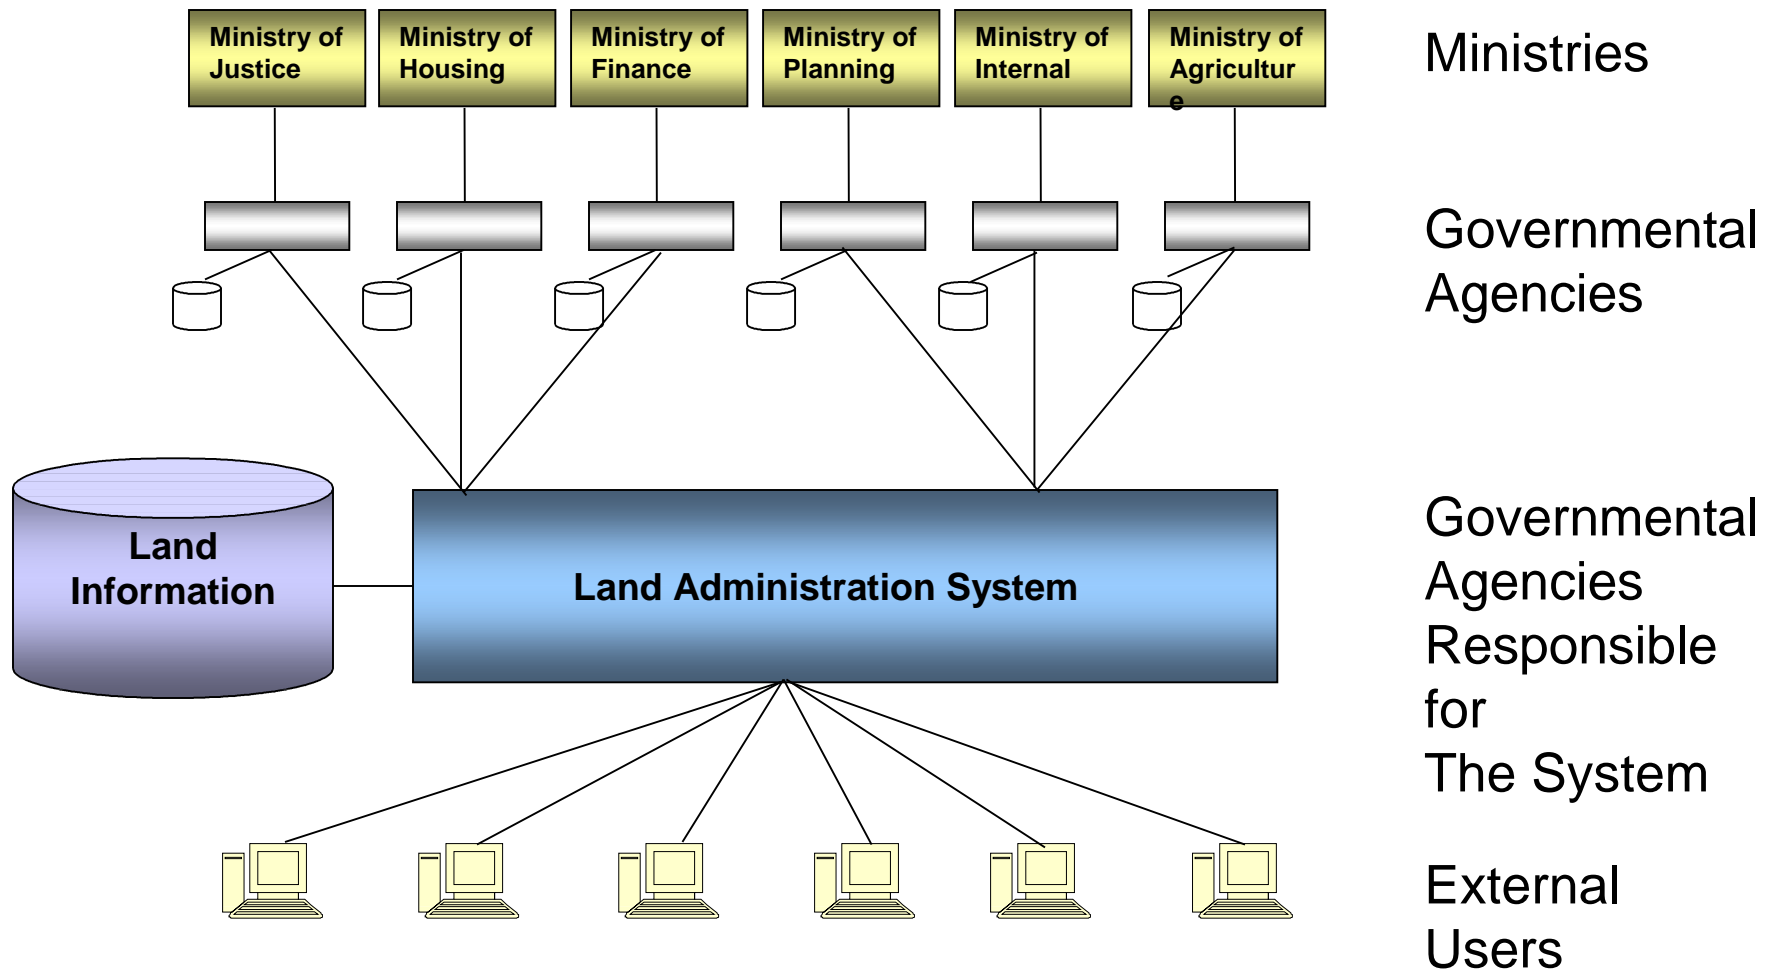 Ministry of
Justice
Ministry of
Housing
Ministry of
Finance
Ministry of
Planning
Ministry of
Internal
Ministry of
Agricultur
e
Ministries
Governmental
Agencies
Land
Information
Land Administration System
Governmental
Agencies
Responsible
for
The System
External
Users